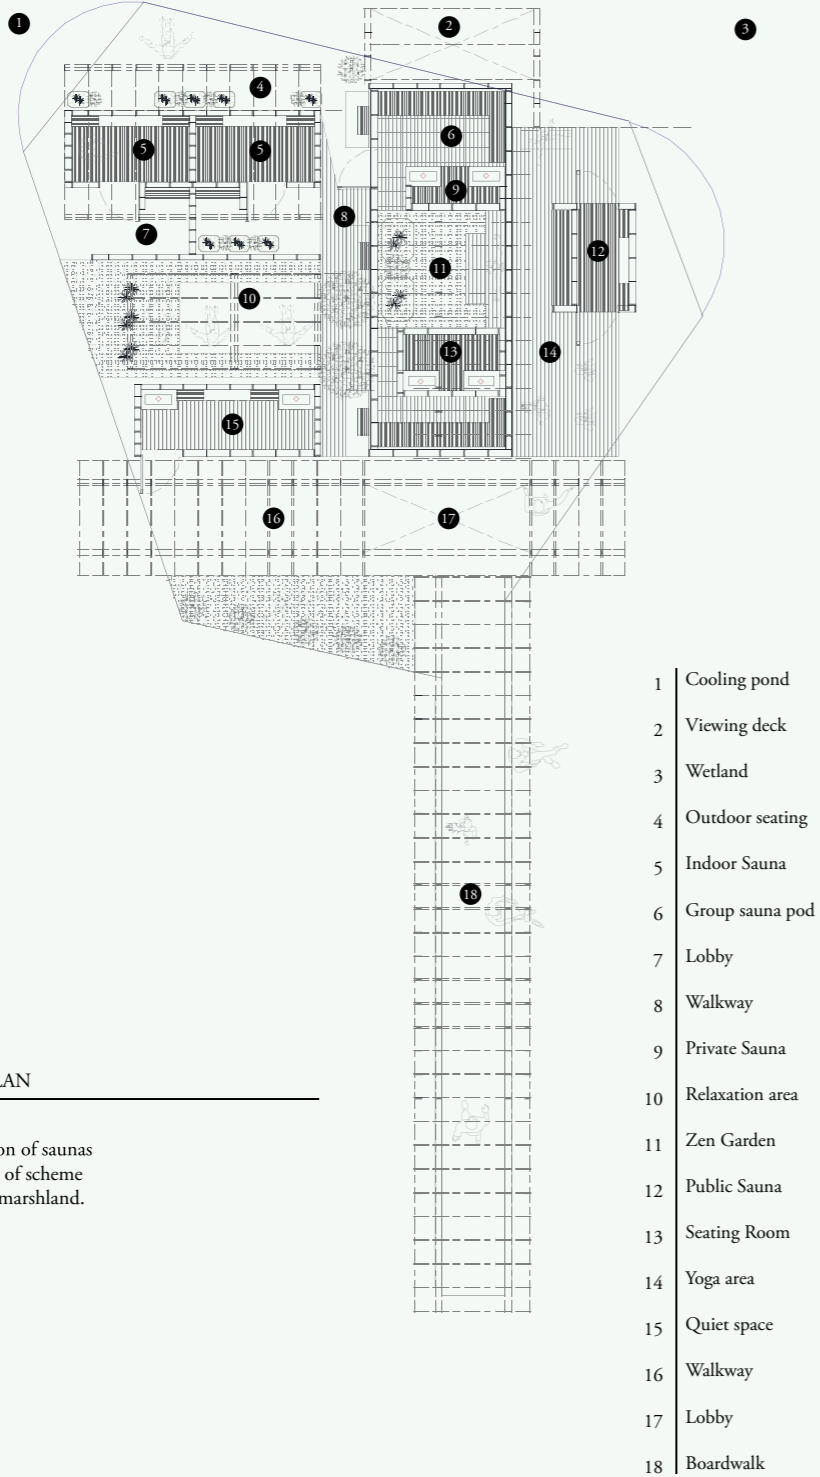 1
2
3
4
5
5
6
9
8
7
12
11
10
13
14
15
16
17
18
LAN
on of saunas
of scheme
marshland.
1 Cooling pond
2 Viewing deck
3 Wetland
4 Outdoor seating
5 Indoor Sauna
6 Group sauna pod
7 Lobby
8 Walkway
9 Private Sauna
10 Relaxation area
11 Zen Garden
12 Public Sauna
13 Seating Room
14 Yoga area
15 Quiet space
16 Walkway
17 Lobby
18 Boardwalk